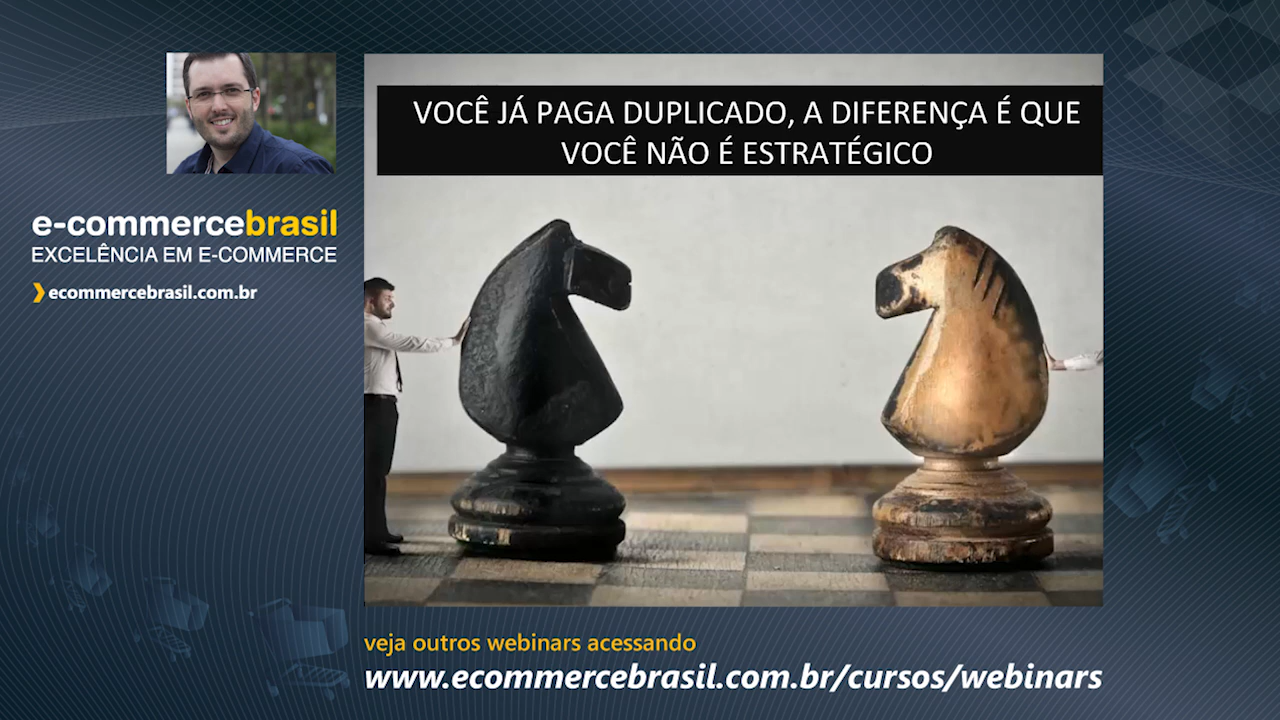 VOCÊ JÁ PAGA DUPLICADO, A DIFERENÇA É QUE
VOCÊ NÃO É ESTRATÉGICO
e-commercebrasil
EXCELÊNCIA EM E-COMMERCE
ecommercebrasil.com.br
veja outros webinars acessando
www.ecommercebrasil.com.br/cursos/webinars